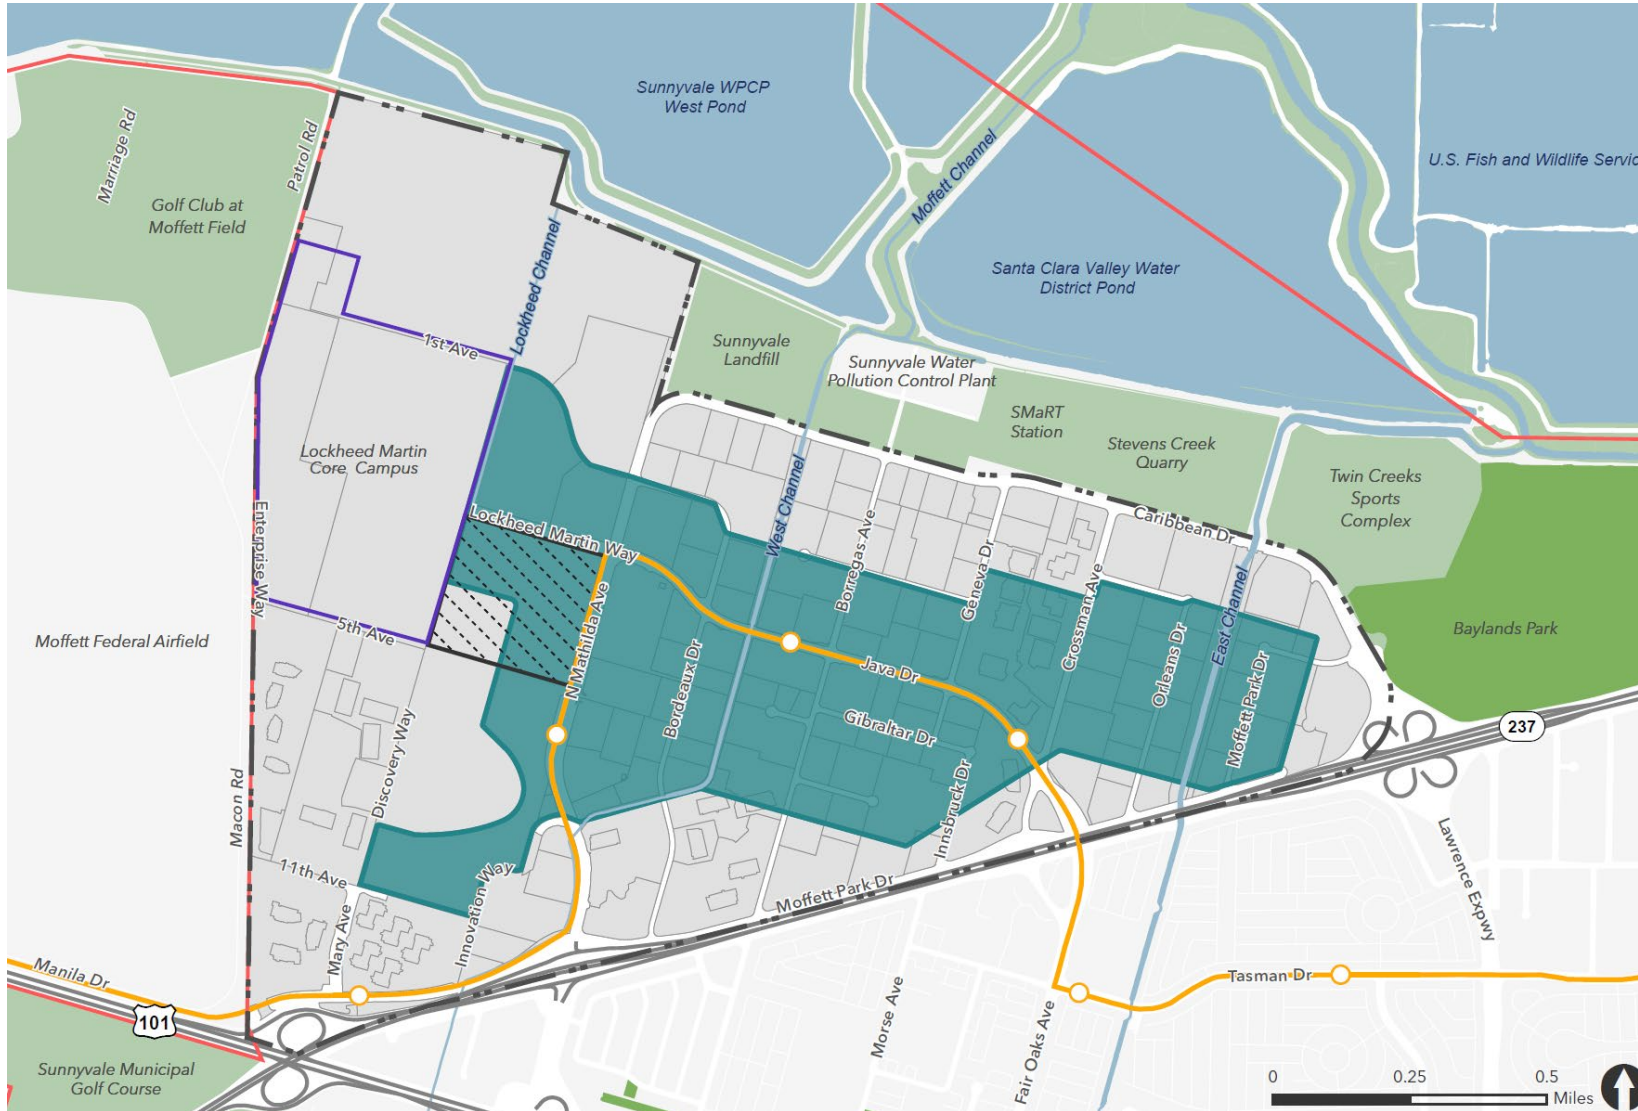 Sunnyvale WPCP
West Pond
Marriage Rd
Patrol Rd
Golf Club at
Moffett Field
Moffett Channel
U.S. Fish and Wildlife Servic
Lockheed Channel
Santa Clara Valley Water
District Pond
1st Ave
Sunnyvale
Landfill
Sunnyvale Water
Pollution Control Plant
SMaRT
Station
Stevens Creek
Quarry
Lockheed Martin
Core Campus
Twin Creeks
Sports
Complex
Enterprise Way
Lockheed Martin Way
West Channel
Borregas Ave
Geneva Dr
Caribbean Dr
Crossman Ave
East Channel
Moffett Federal Airfield
5th Ave
N Mathilda Ave
Bordeaux Dr
Java Dr
Orleans Dr
Moffett Park Dr
Baylands Park
Gibraltar Dr
Discovery Way
Innsbruck Dr
237
Macon Rd
11th Ave
Mary Ave
Innovation Way
Moffett Park Dr
Lawrence Expwy
Manila Dr
Tasman Dr
101
Morse Ave
Fair Oaks Ave
Sunnyvale Municipal
Golf Course
0 0.25 0.5
Miles